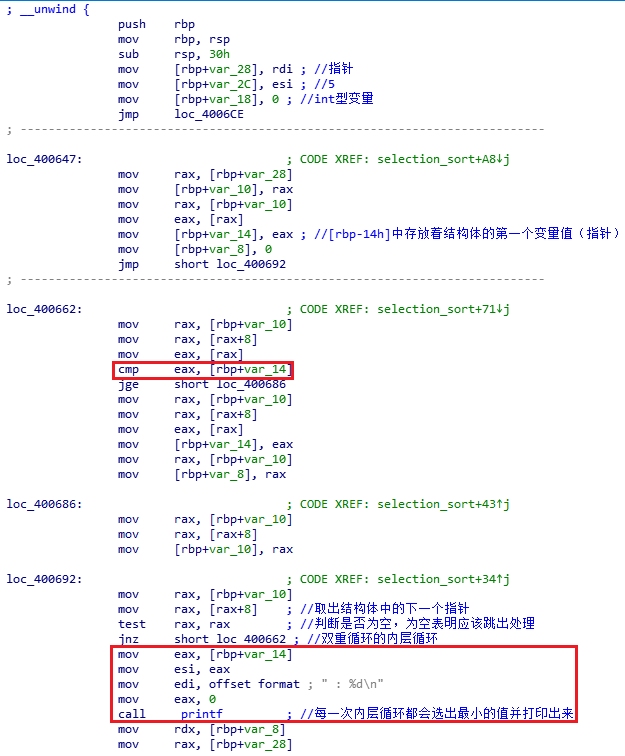 ; __unwind {
push rbp
mov rbp, rsp
sub rsp, 30h
mov [rbp+var_28], rdi ; //指针
mov [rbp+var_2C], esi ; //5
mov [rbp+var_18], 0 ; //int型变量
jmp loc_4006CE
; ---------------------------------------------------------------------------
loc_400647: ; CODE XREF: selection_sort+A8↓j
mov rax, [rbp+var_28]
mov [rbp+var_10], rax
mov rax, [rbp+var_10]
mov eax, [rax]
mov [rbp+var_14], eax ; //[rbp-14h]中存放着结构体的第一个变量值（指针）
mov [rbp+var_8], 0
jmp short loc_400692
; ---------------------------------------------------------------------------
loc_400662: ; CODE XREF: selection_sort+71↓j
mov rax, [rbp+var_10]
mov rax, [rax+8]
mov eax, [rax]
cmp eax, [rbp+var_14]
jge short loc_400686
mov rax, [rbp+var_10]
mov rax, [rax+8]
mov eax, [rax]
mov [rbp+var_14], eax
mov rax, [rbp+var_10]
mov [rbp+var_8], rax
loc_400686: ; CODE XREF: selection_sort+43↑j
mov rax, [rbp+var_10]
mov rax, [rax+8]
mov [rbp+var_10], rax
loc_400692: ; CODE XREF: selection_sort+34↑j
mov rax, [rbp+var_10]
mov rax, [rax+8] ; //取出结构体中的下一个指针
test rax, rax ; //判断是否为空，为空表明应该跳出处理
jnz short loc_400662 ; //双重循环的内层循环
mov eax, [rbp+var_14]
mov esi, eax
mov edi, offset format ; " : %d\n"
mov eax, 0
call _printf ; //每一次内层循环都会选出最小的值并打印出来
mov rdx, [rbp+var_8]
mov rax, [rbp+var_28]